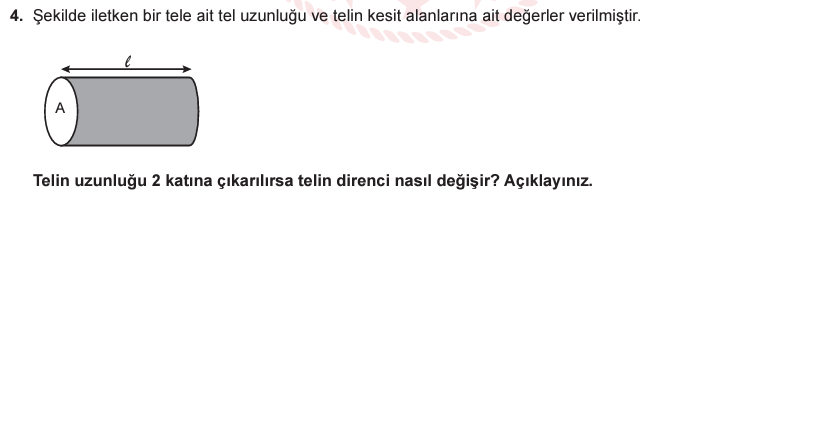 4. Şekilde iletken bir tele ait tel uzunluğu ve telin kesit alanlarına ait değerler verilmiştir.
ℓ
A
Telin uzunluğu 2 katına çıkarılırsa telin direnci nasıl değişir? Açıklayınız.